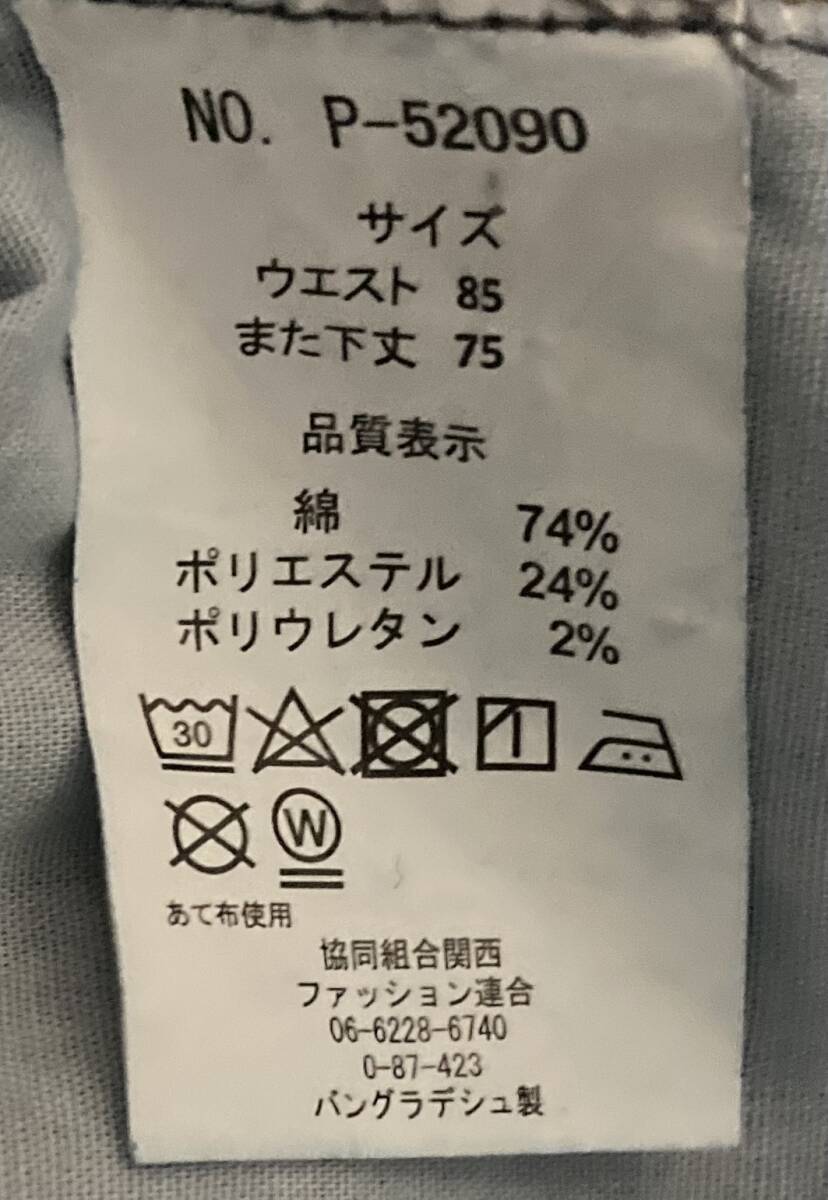 NO. P-52090
サイズ
ウエスト 85
また下丈 75
品質表示
綿 74%
ポリエステル 24%
ポリウレタン 2%
30
W
あて布使用
協同組合関西
ファッション連合
06-6228-6740
0-87-423
バングラデシュ製